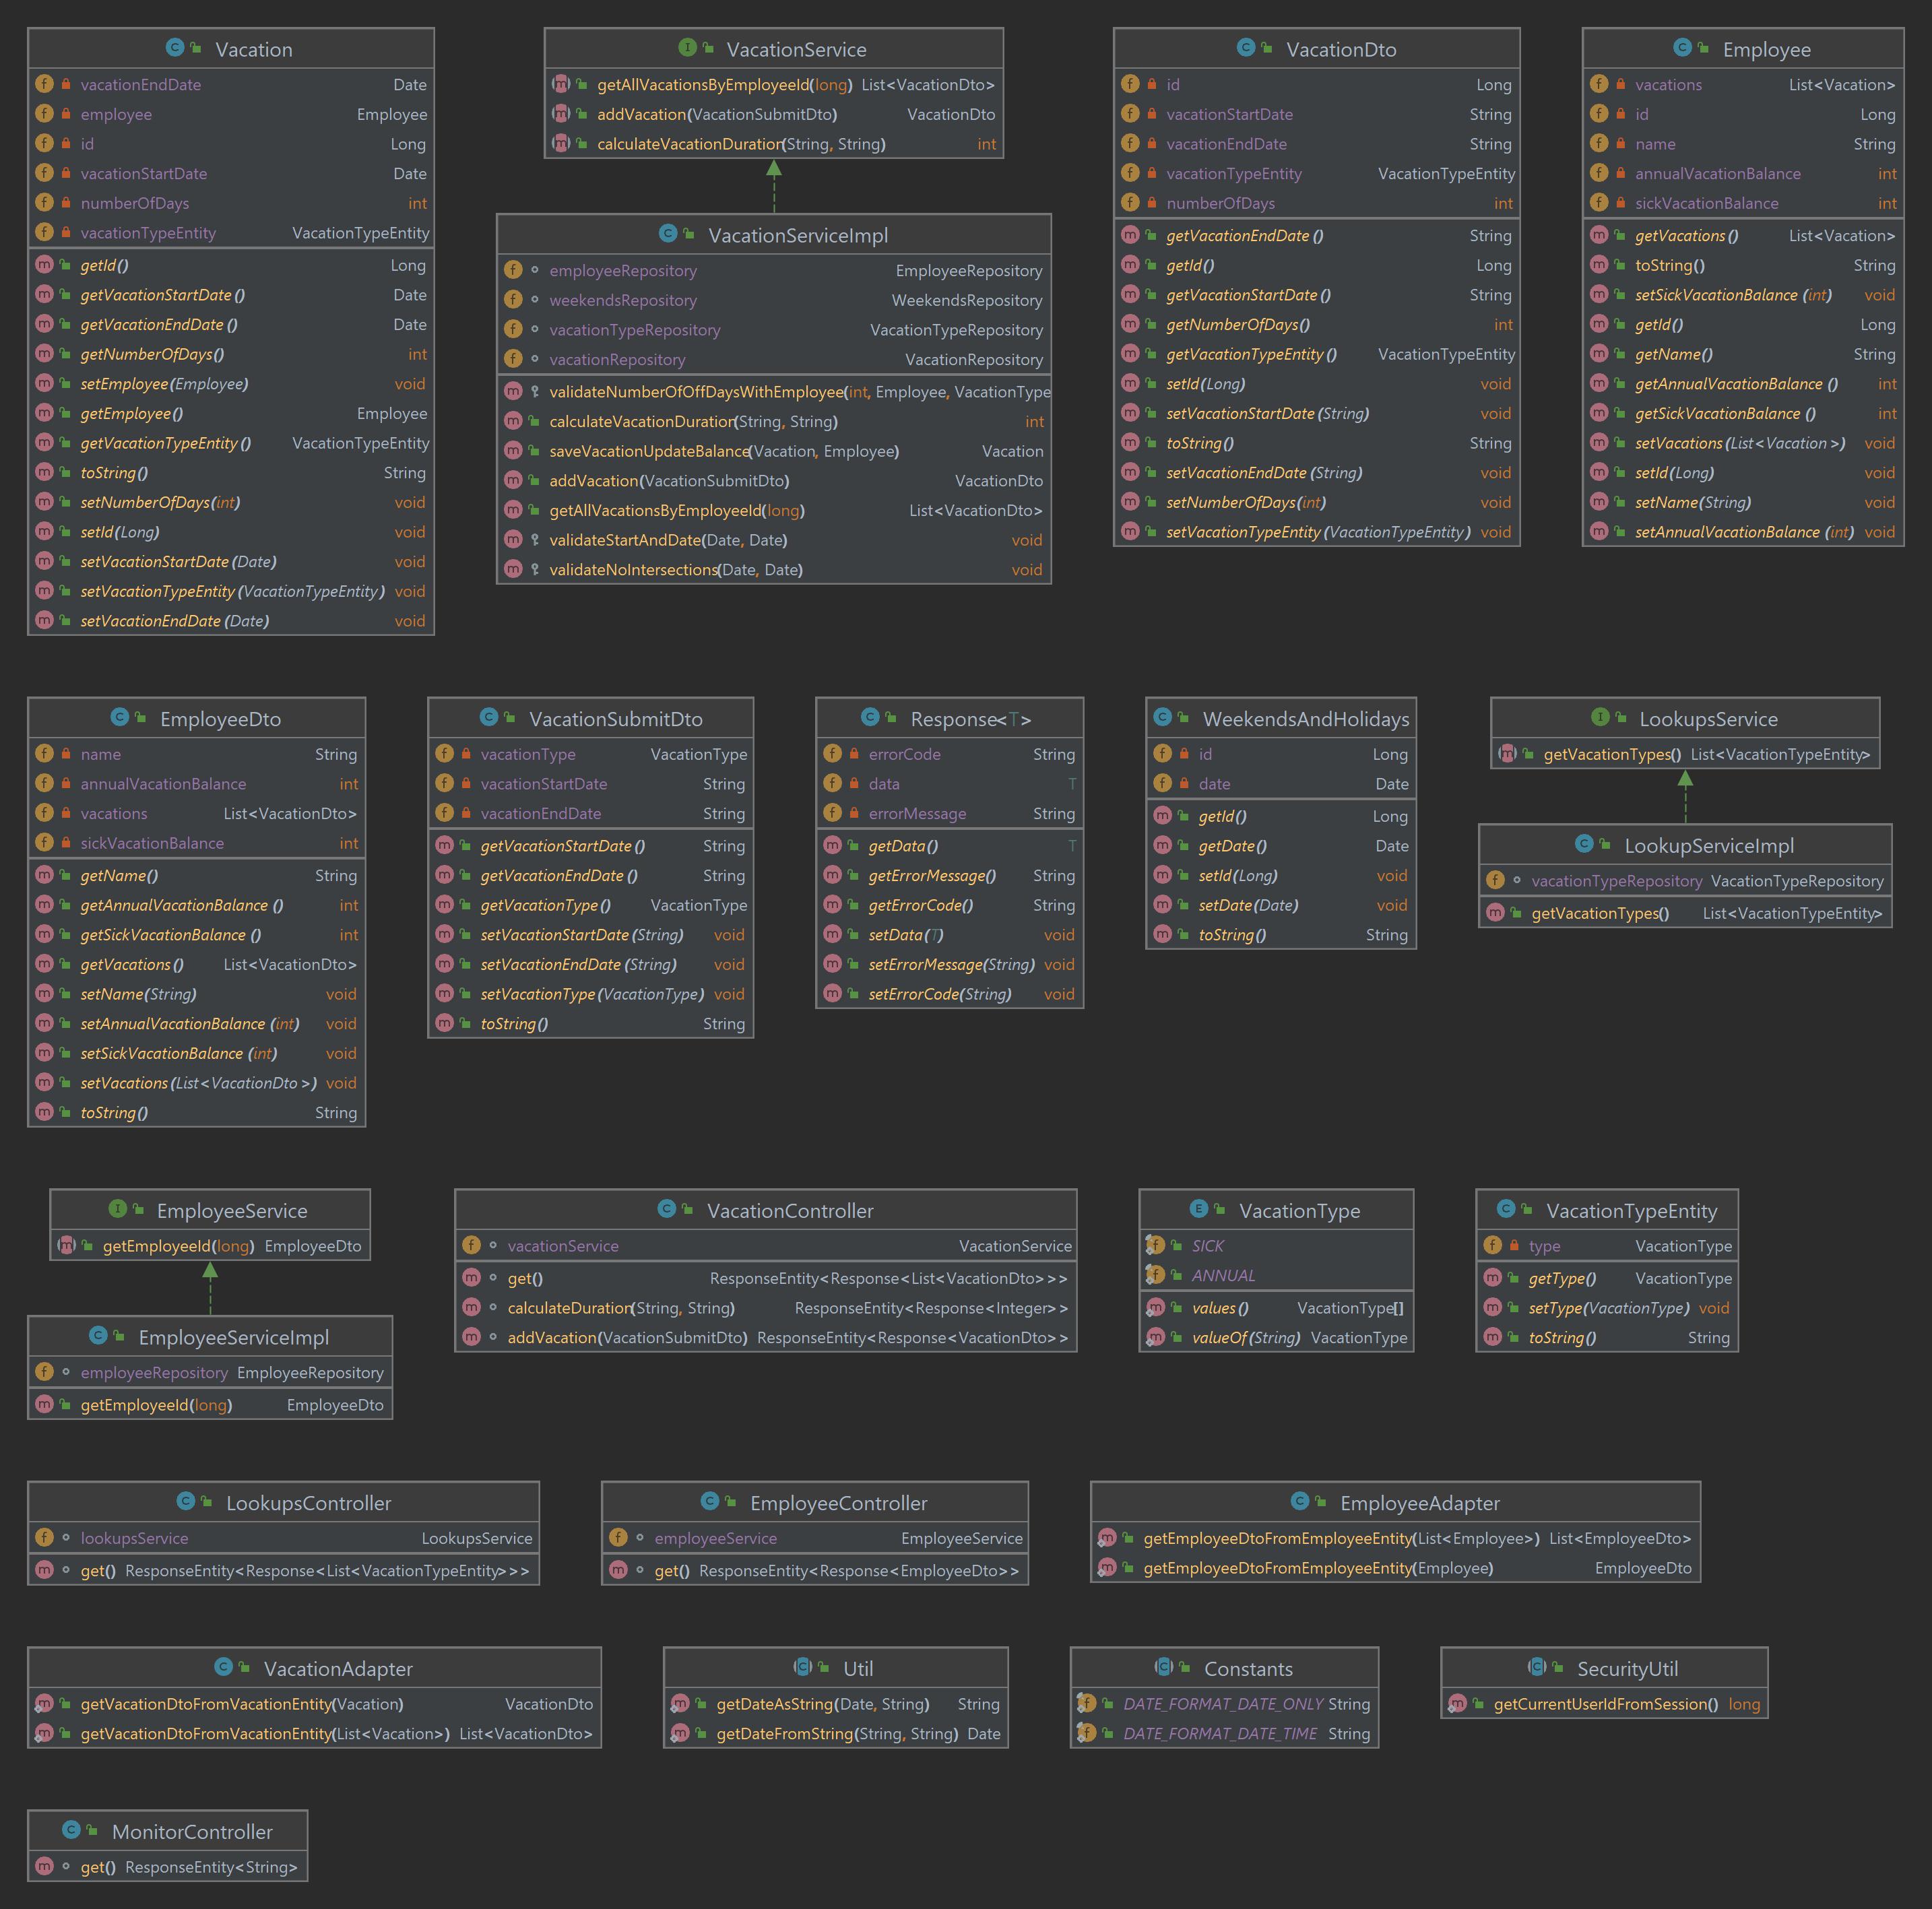 Vacation
vacationEndDate Date
employee Employee
id Long
vacationStartDate Date
numberOfDays int
vacationTypeEntity VacationTypeEntity
getId() Long
getVacationStartDate() Date
getVacationEndDate() Date
getNumberOfDays() int
setEmployee(Employee) void
getEmployee() Employee
getVacationTypeEntity() VacationTypeEntity
toString() String
setNumberOfDays(int) void
setId(Long) void
setVacationStartDate(Date) void
setVacationTypeEntity(VacationTypeEntity) void
setVacationEndDate(Date) void
VacationService
getAllVacationsByEmployeeId(long) List<VacationDto>
addVacation(VacationSubmitDto) VacationDto
calculateVacationDuration(String, String) int
VacationServiceImpl
employeeRepository EmployeeRepository
weekendsRepository WeekendsRepository
vacationTypeRepository VacationTypeRepository
vacationRepository VacationRepository
validateNumberOfOffDaysWithEmployee(int, Employee, VacationType
calculateVacationDuration(String, String) int
saveVacationUpdateBalance(Vacation, Employee) Vacation
addVacation(VacationSubmitDto) VacationDto
getAllVacationsByEmployeeId(long) List<VacationDto>
validateStartAndDate(Date, Date) void
validateNoIntersections(Date, Date) void
VacationDto
id Long
vacationStartDate String
vacationEndDate String
vacationTypeEntity VacationTypeEntity
numberOfDays int
getVacationEndDate() String
getId() Long
getVacationStartDate() String
getNumberOfDays() int
getVacationTypeEntity() VacationTypeEntity
setId(Long) void
setVacationStartDate(String) void
toString() String
setVacationEndDate(String) void
setNumberOfDays(int) void
setVacationTypeEntity(VacationTypeEntity) void
Employee
vacations List<Vacation>
id Long
name String
annualVacationBalance int
sickVacationBalance int
getVacations() List<Vacation>
toString() String
setSickVacationBalance(int) void
getId() Long
getName() String
getAnnualVacationBalance() int
getSickVacationBalance() int
setVacations(List<Vacation>) void
setId(Long) void
setName(String) void
setAnnualVacationBalance(int) void
EmployeeDto
name String
annualVacationBalance int
vacations List<VacationDto>
sickVacationBalance int
getName() String
getAnnualVacationBalance() int
getSickVacationBalance() int
getVacations() List<VacationDto>
setName(String) void
setAnnualVacationBalance(int) void
setSickVacationBalance(int) void
setVacations(List<VacationDto>) void
toString() String
VacationSubmitDto
vacationType VacationType
vacationStartDate String
vacationEndDate String
getVacationStartDate() String
getVacationEndDate() String
getVacationType() VacationType
setVacationStartDate(String) void
setVacationEndDate(String) void
setVacationType(VacationType) void
toString() String
Response<T>
errorCode String
data T
errorMessage String
getData() T
getErrorMessage() String
getErrorCode() String
setData(T) void
setErrorMessage(String) void
setErrorCode(String) void
WeekendsAndHolidays
id Long
date Date
getId() Long
getDate() Date
setId(Long) void
setDate(Date) void
toString() String
LookupsService
getVacationTypes() List<VacationTypeEntity>
LookupServiceImpl
vacationTypeRepository VacationTypeRepository
getVacationTypes() List<VacationTypeEntity>
EmployeeService
getEmployeeId(long) EmployeeDto
EmployeeServiceImpl
employeeRepository EmployeeRepository
getEmployeeId(long) EmployeeDto
VacationController
vacationService VacationService
get() ResponseEntity<Response<List<VacationDto>>>
calculateDuration(String, String) ResponseEntity<Response<Integer>>
addVacation(VacationSubmitDto) ResponseEntity<Response<VacationDto>>
VacationType
SICK
ANNUAL
values() VacationType[]
valueOf(String) VacationType
VacationTypeEntity
type VacationType
getType() VacationType
setType(VacationType) void
toString() String
LookupsController
lookupsService LookupsService
get() ResponseEntity<Response<List<VacationTypeEntity>>>
EmployeeController
employeeService EmployeeService
get() ResponseEntity<Response<EmployeeDto>>
EmployeeAdapter
getEmployeeDtoFromEmployeeEntity(List<Employee>) List<EmployeeDto>
getEmployeeDtoFromEmployeeEntity(Employee) EmployeeDto
VacationAdapter
getVacationDtoFromVacationEntity(Vacation) VacationDto
getVacationDtoFromVacationEntity(List<Vacation>) List<VacationDto>
Util
getDateAsString(Date, String) String
getDateFromString(String, String) Date
Constants
DATE_FORMAT_DATE_ONLY String
DATE_FORMAT_DATE_TIME String
SecurityUtil
getCurrentUserIdFromSession() long
MonitorController
get() ResponseEntity<String>